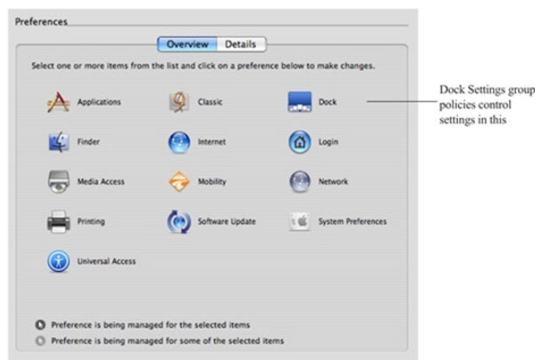 Preferences
Overview Details
Select one or more items from the list and click on a preference below to make changes.
Applications Classic Dock
Finder Internet Login
Media Access Mobility Network
Printing Software Update System Preferences
Universal Access
Preference is being managed for the selected items
Preference is being managed for some of the selected items
Dock Settings group
policies control
settings in this